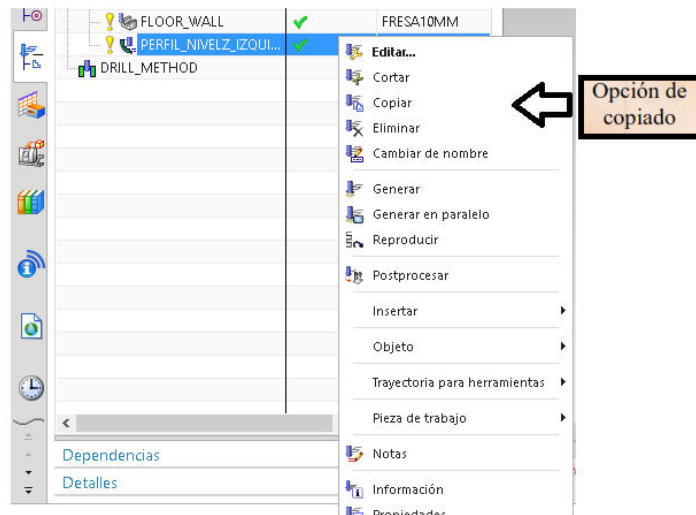 FLOOR_WALL FRESA10MM
PERFIL_NIVELZ_IZQUI...
DRILL_METHOD
Editar...
Cortar
Copiar
Eliminar
Cambiar de nombre
Generar
Generar en paralelo
Reproducir
Postprocesar
Insertar
Objeto
Trayectoria para herramientas
Pieza de trabajo
Notas
Información
Propiedades
Dependencias
Detalles
Opción de
copiado